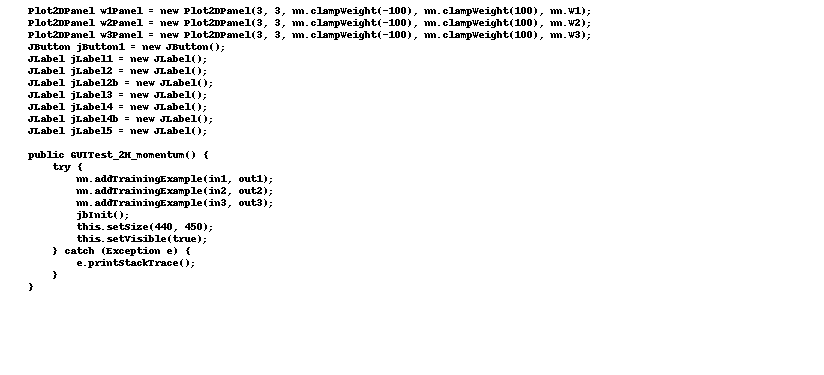 Plot2DPanel w1Panel = new Plot2DPanel(3, 3, nn.clampWeight(-100), nn.clampWeight(100), nn.W1);
Plot2DPanel w2Panel = new Plot2DPanel(3, 3, nn.clampWeight(-100), nn.clampWeight(100), nn.W2);
Plot2DPanel w3Panel = new Plot2DPanel(3, 3, nn.clampWeight(-100), nn.clampWeight(100), nn.W3);
JButton jButton1 = new JButton();
JLabel jLabel1 = new JLabel();
JLabel jLabel2 = new JLabel();
JLabel jLabel2b = new JLabel();
JLabel jLabel3 = new JLabel();
JLabel jLabel4 = new JLabel();
JLabel jLabel4b = new JLabel();
JLabel jLabel5 = new JLabel();
public GUITest_2H_momentum() {
try {
nn.addTrainingExample(in1, out1);
nn.addTrainingExample(in2, out2);
nn.addTrainingExample(in3, out3);
jbInit();
this.setSize(440, 450);
this.setVisible(true);
} catch (Exception e) {
e.printStackTrace();
}
}